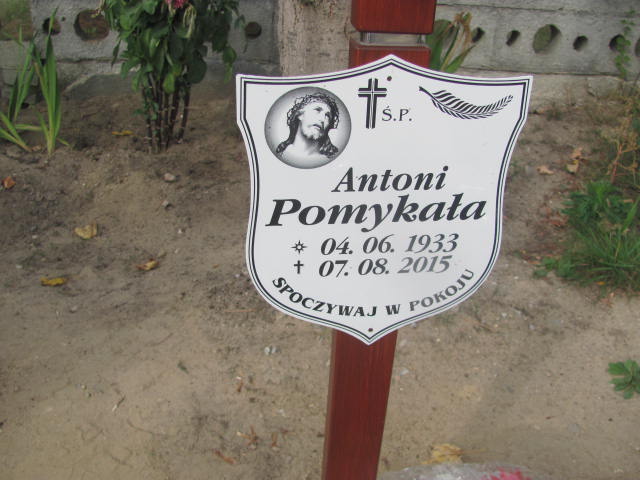 Ś.P.
Antoni
Pomykała
04. 06. 1933
07. 08. 2015
SPOCZYWAJ W POKOJU